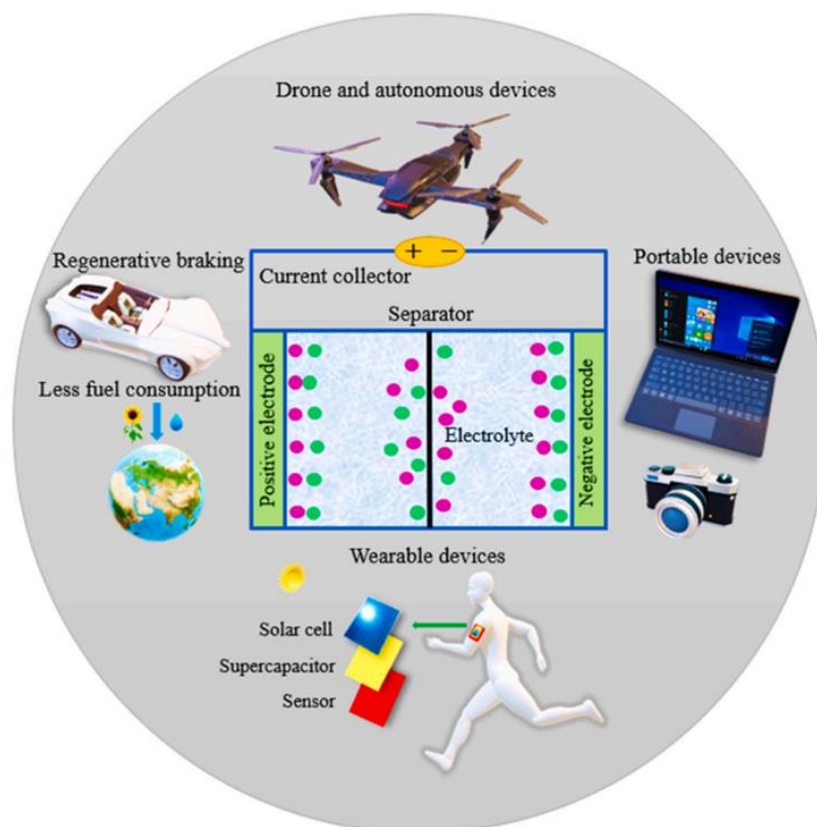 Drone and autonomous devices
+ −
Regenerative braking
Current collector
Portable devices
Separator
Less fuel consumption
Positive electrode
Electrolyte
Negative electrode
Wearable devices
Solar cell
Supercapacitor
Sensor